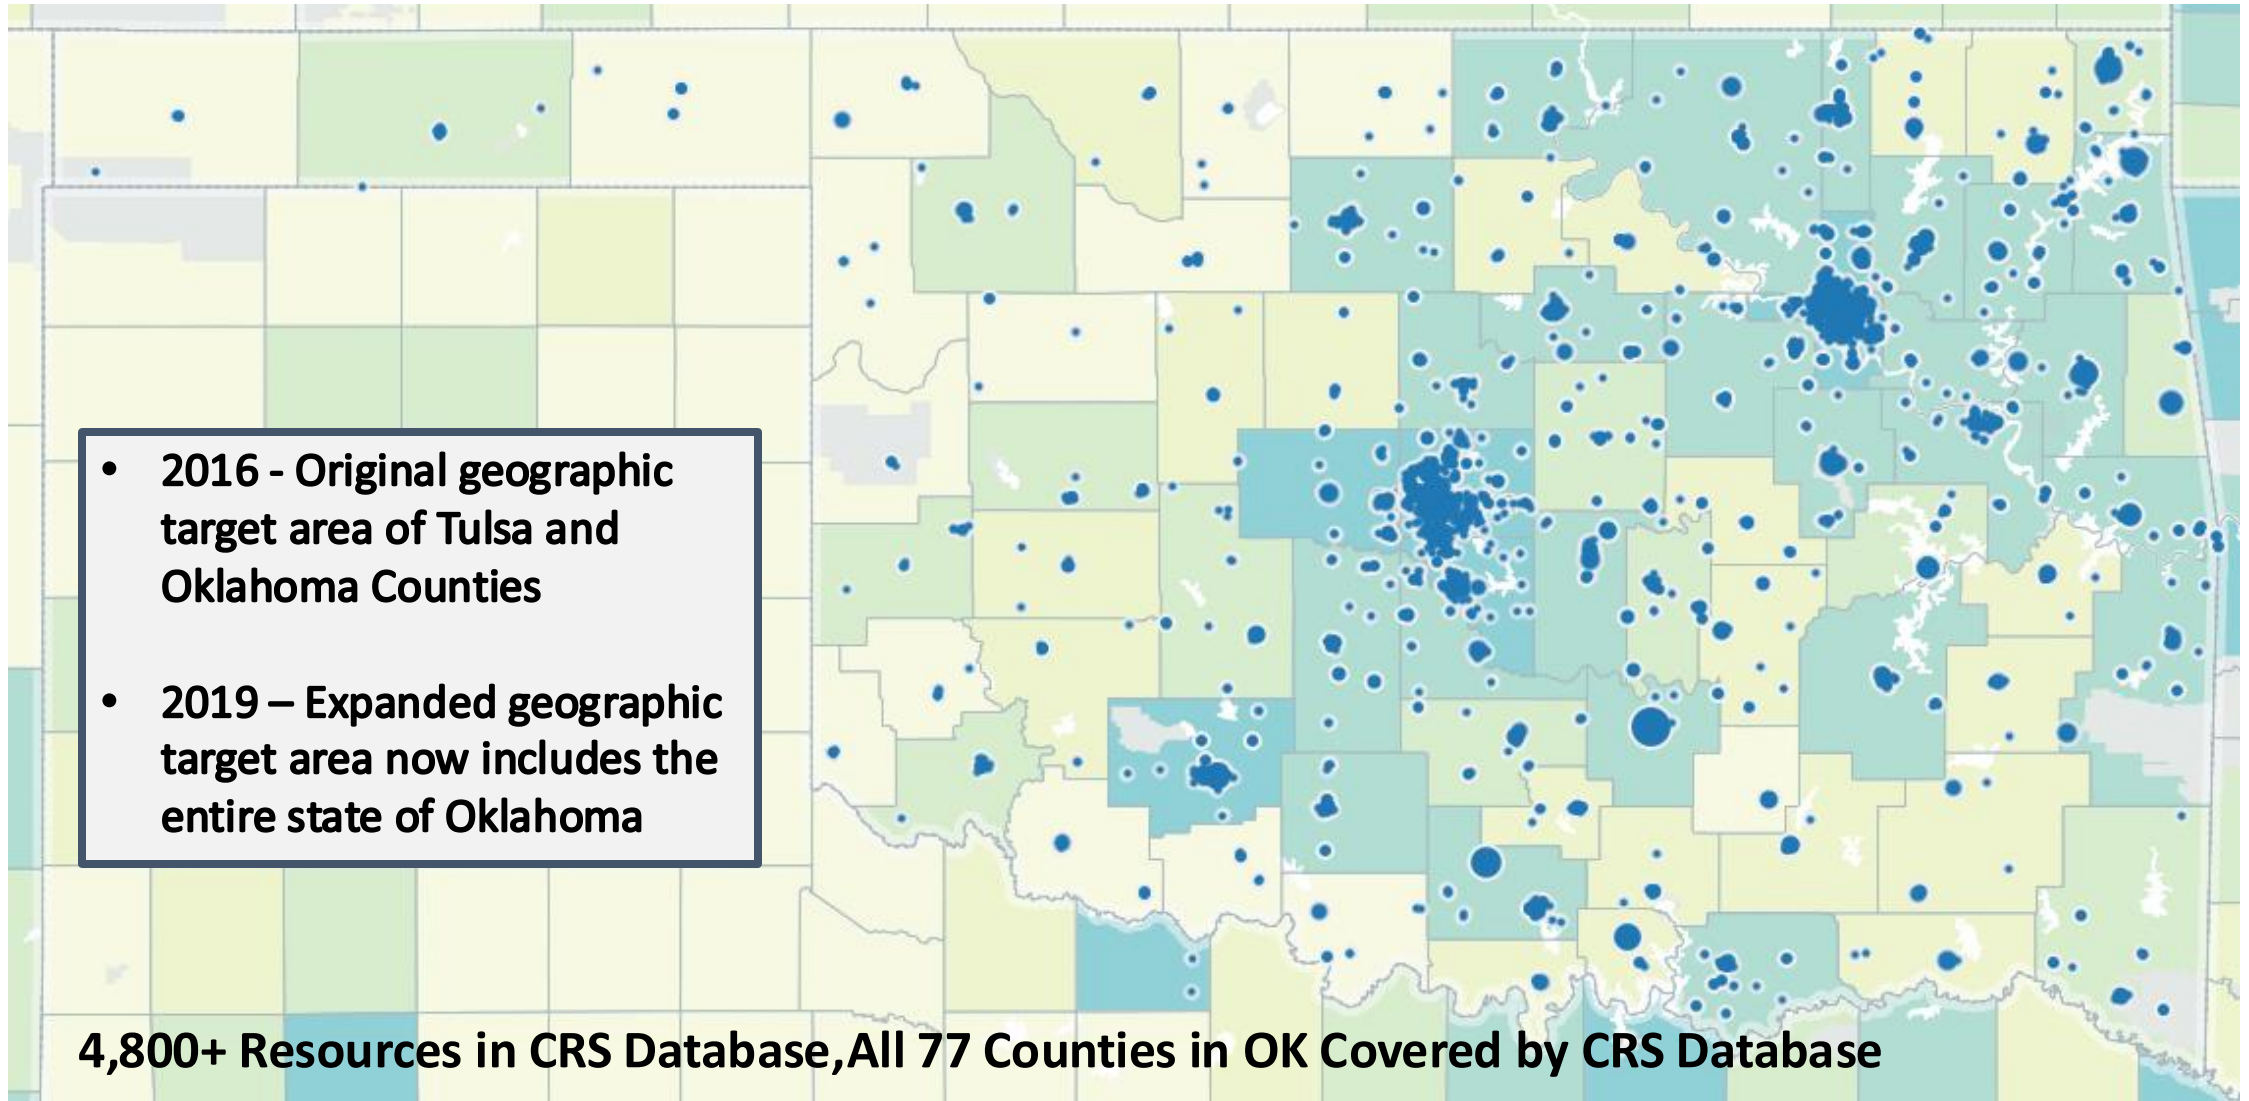 • 2016 - Original geographic
target area of Tulsa and
Oklahoma Counties
• 2019 – Expanded geographic
target area now includes the
entire state of Oklahoma
4,800+ Resources in CRS Database,All 77 Counties in OK Covered by CRS Database